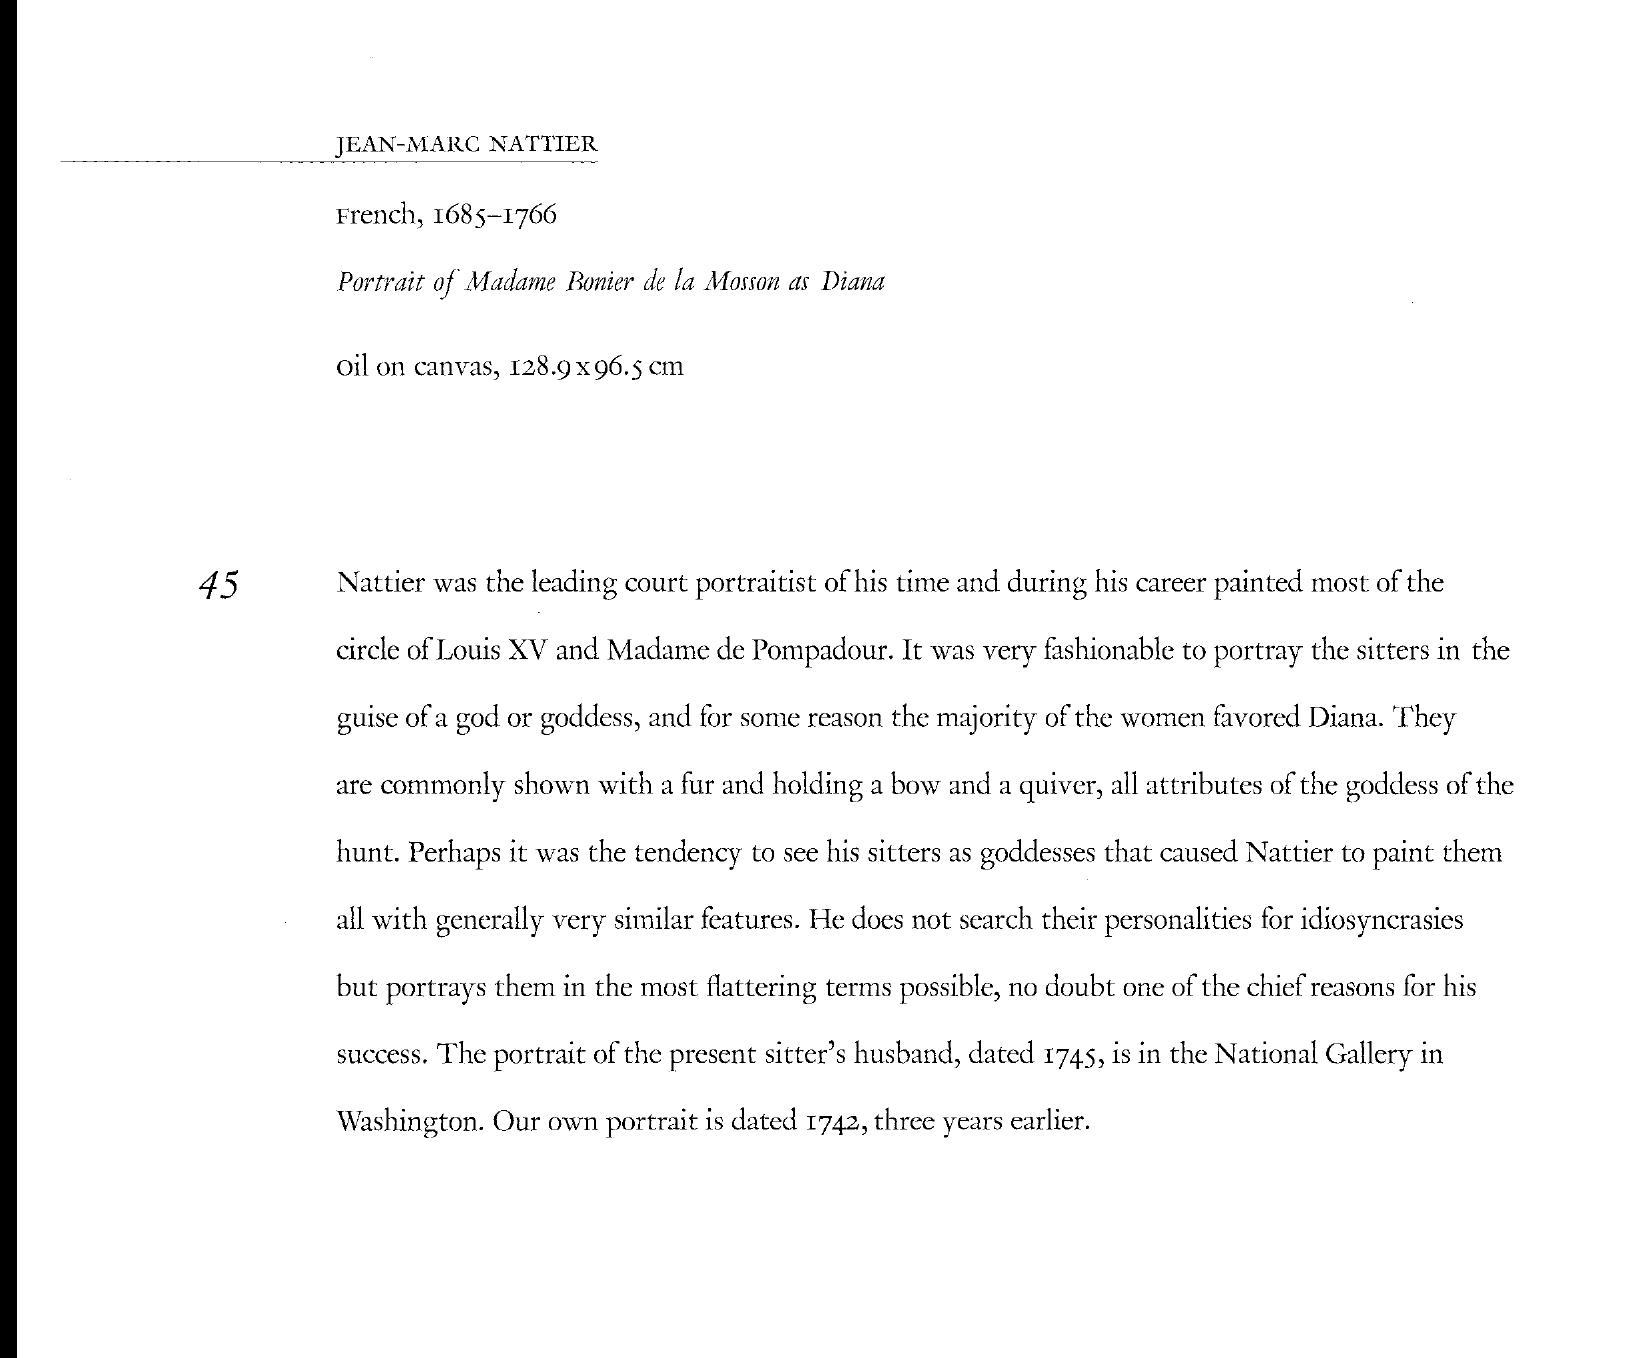 JEAN-MARC NATTIER
French, 1685–1766
Portrait of Madame Bonier de la Mosson as Diana
Oil on canvas, 128.9 x 96.5 cm
45 Nattier was the leading court portraitist of his time and during his career painted most of the
circle of Louis XV and Madame de Pompadour. It was very fashionable to portray the sitters in the
guise of a god or goddess, and for some reason the majority of the women favored Diana. They
are commonly shown with a fur and holding a bow and a quiver, all attributes of the goddess of the
hunt. Perhaps it was the tendency to see his sitters as goddesses that caused Nattier to paint them
all with generally very similar features. He does not search their personalities for idiosyncrasies
but portrays them in the most flattering terms possible, no doubt one of the chief reasons for his
success. The portrait of the present sitter’s husband, dated 1745, is in the National Gallery in
Washington. Our own portrait is dated 1742, three years earlier.